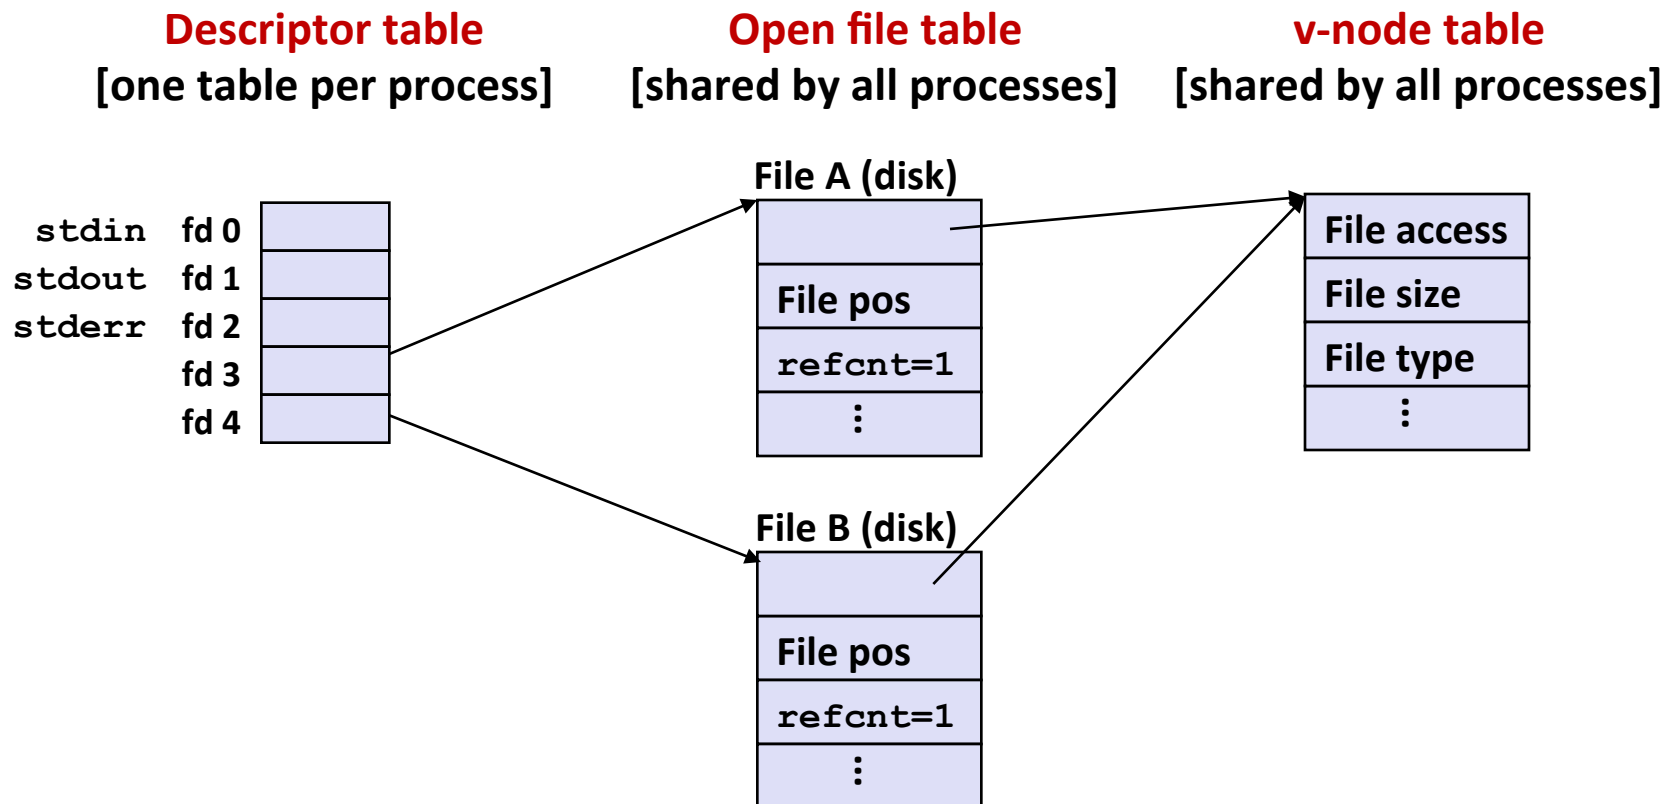 Descriptor table
[one table per process]
Open file table
[shared by all processes]
v-node table
[shared by all processes]
stdin fd 0
stdout fd 1
stderr fd 2
fd 3
fd 4
File A (disk)
File pos
refcnt=1
⋮
File B (disk)
File pos
refcnt=1
⋮
File access
File size
File type
⋮